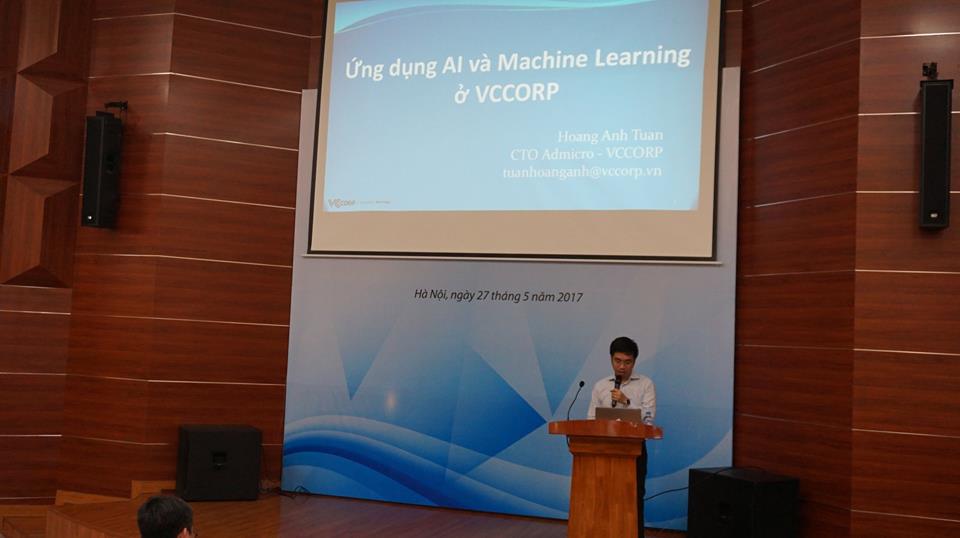 Ứng dụng AI và Machine Learning
ở VCCORP
Hoang Anh Tuan
CTO Admicro - VCCORP
tuanhoanganh@vccorp.vn
VCCORP
Hà Nội, ngày 27 tháng 5 năm 2017